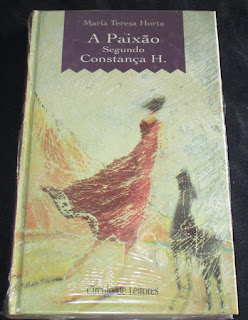 Maria Teresa Horta
A Paixão
Segundo
Constança H.
Círculo de Leitores